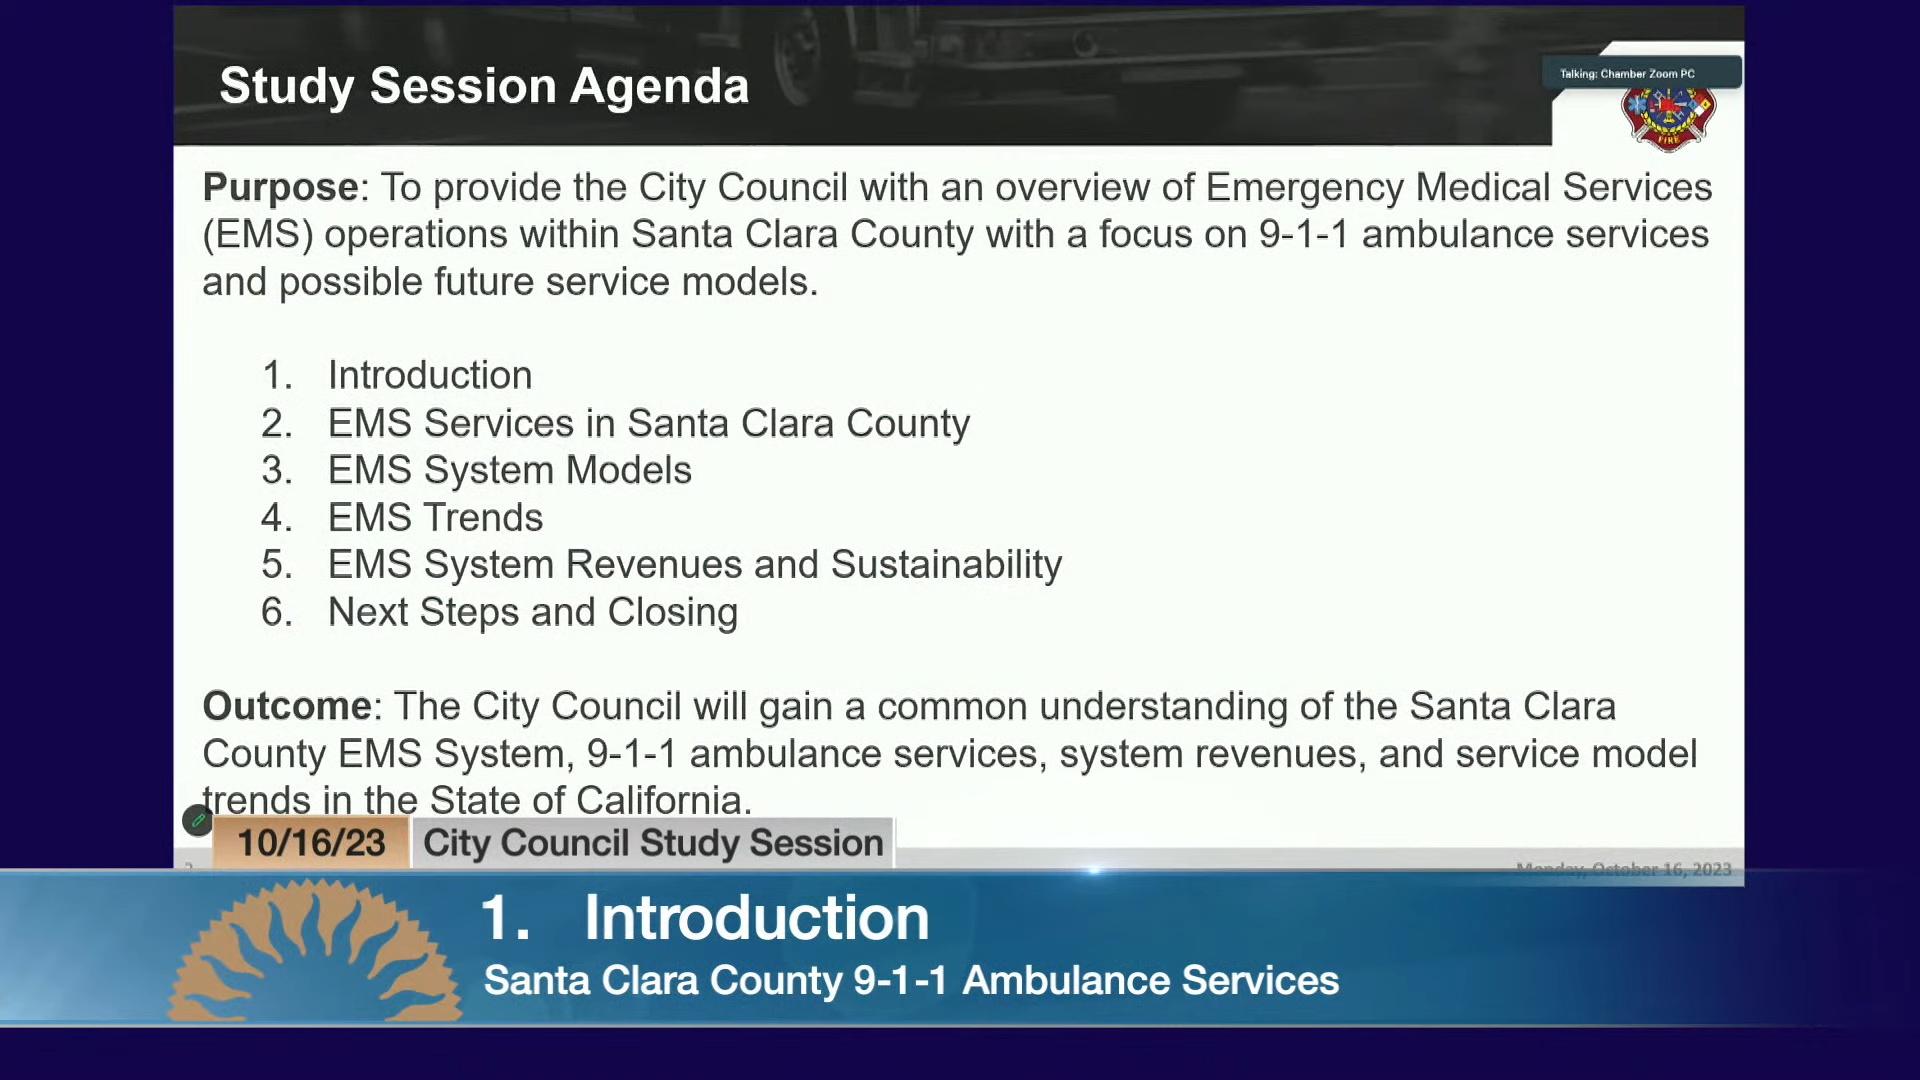 Study Session Agenda
Talking: Chamber Zoom PC
FIRE
Purpose: To provide the City Council with an overview of Emergency Medical Services
(EMS) operations within Santa Clara County with a focus on 9-1-1 ambulance services
and possible future service models.
1. Introduction
2. EMS Services in Santa Clara County
3. EMS System Models
4. EMS Trends
5. EMS System Revenues and Sustainability
6. Next Steps and Closing
Outcome: The City Council will gain a common understanding of the Santa Clara
County EMS System, 9-1-1 ambulance services, system revenues, and service model
trends in the State of California.
10/16/23 City Council Study Session
Monday, October 16, 2023
1. Introduction
Santa Clara County 9-1-1 Ambulance Services